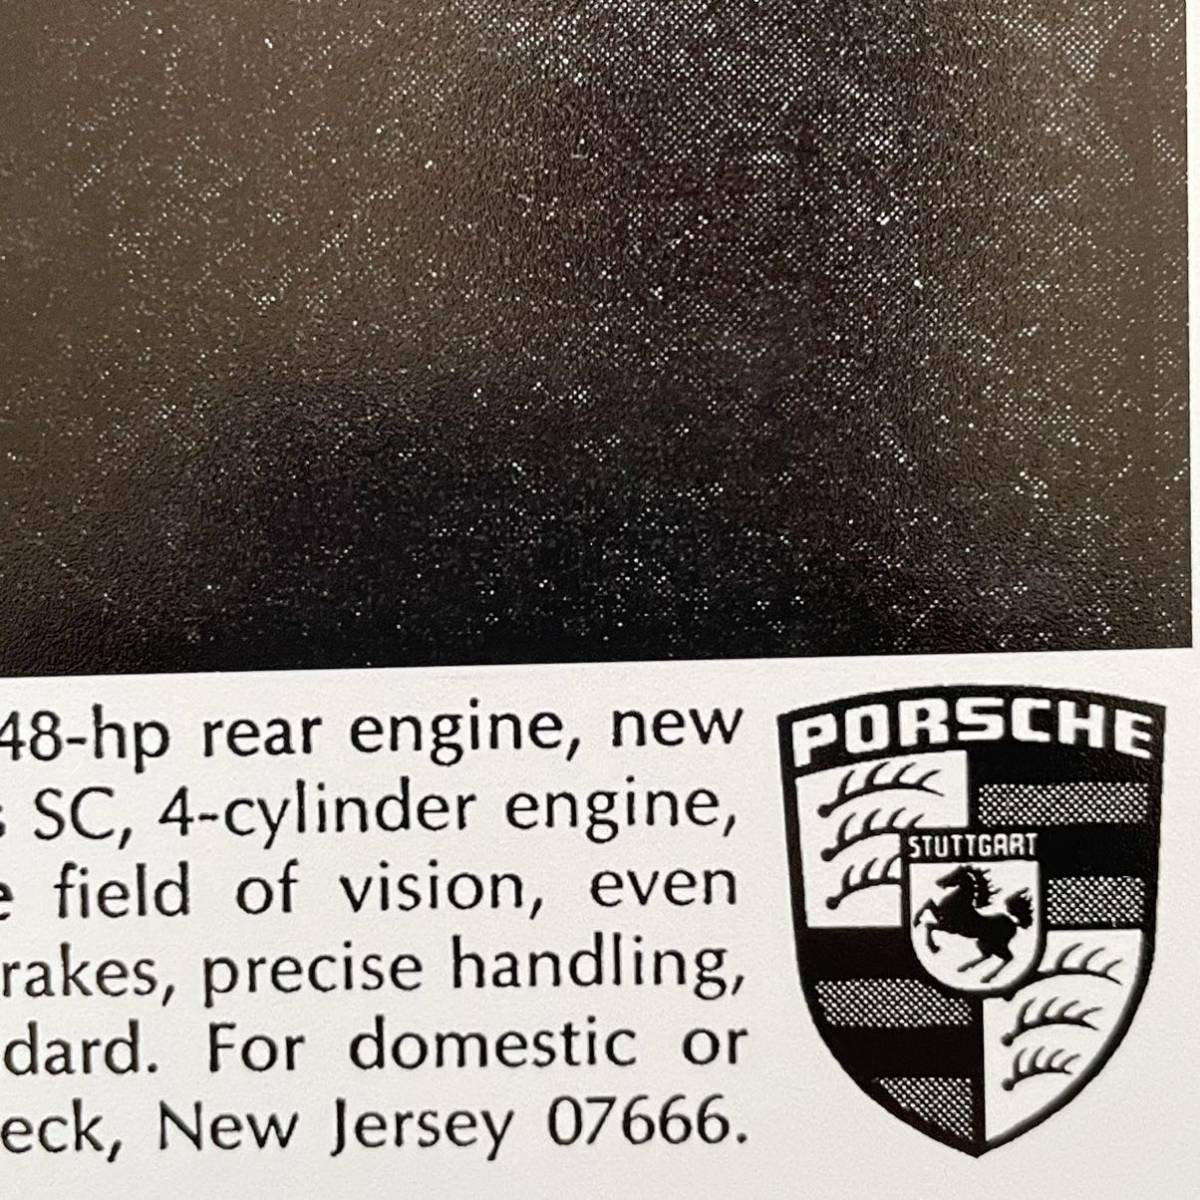 48-hp rear engine, new
SC, 4-cylinder engine,
field of vision, even
rakes, precise handling,
dard. For domestic or
eck, New Jersey 07666.
PORSCHE
STUTTGART